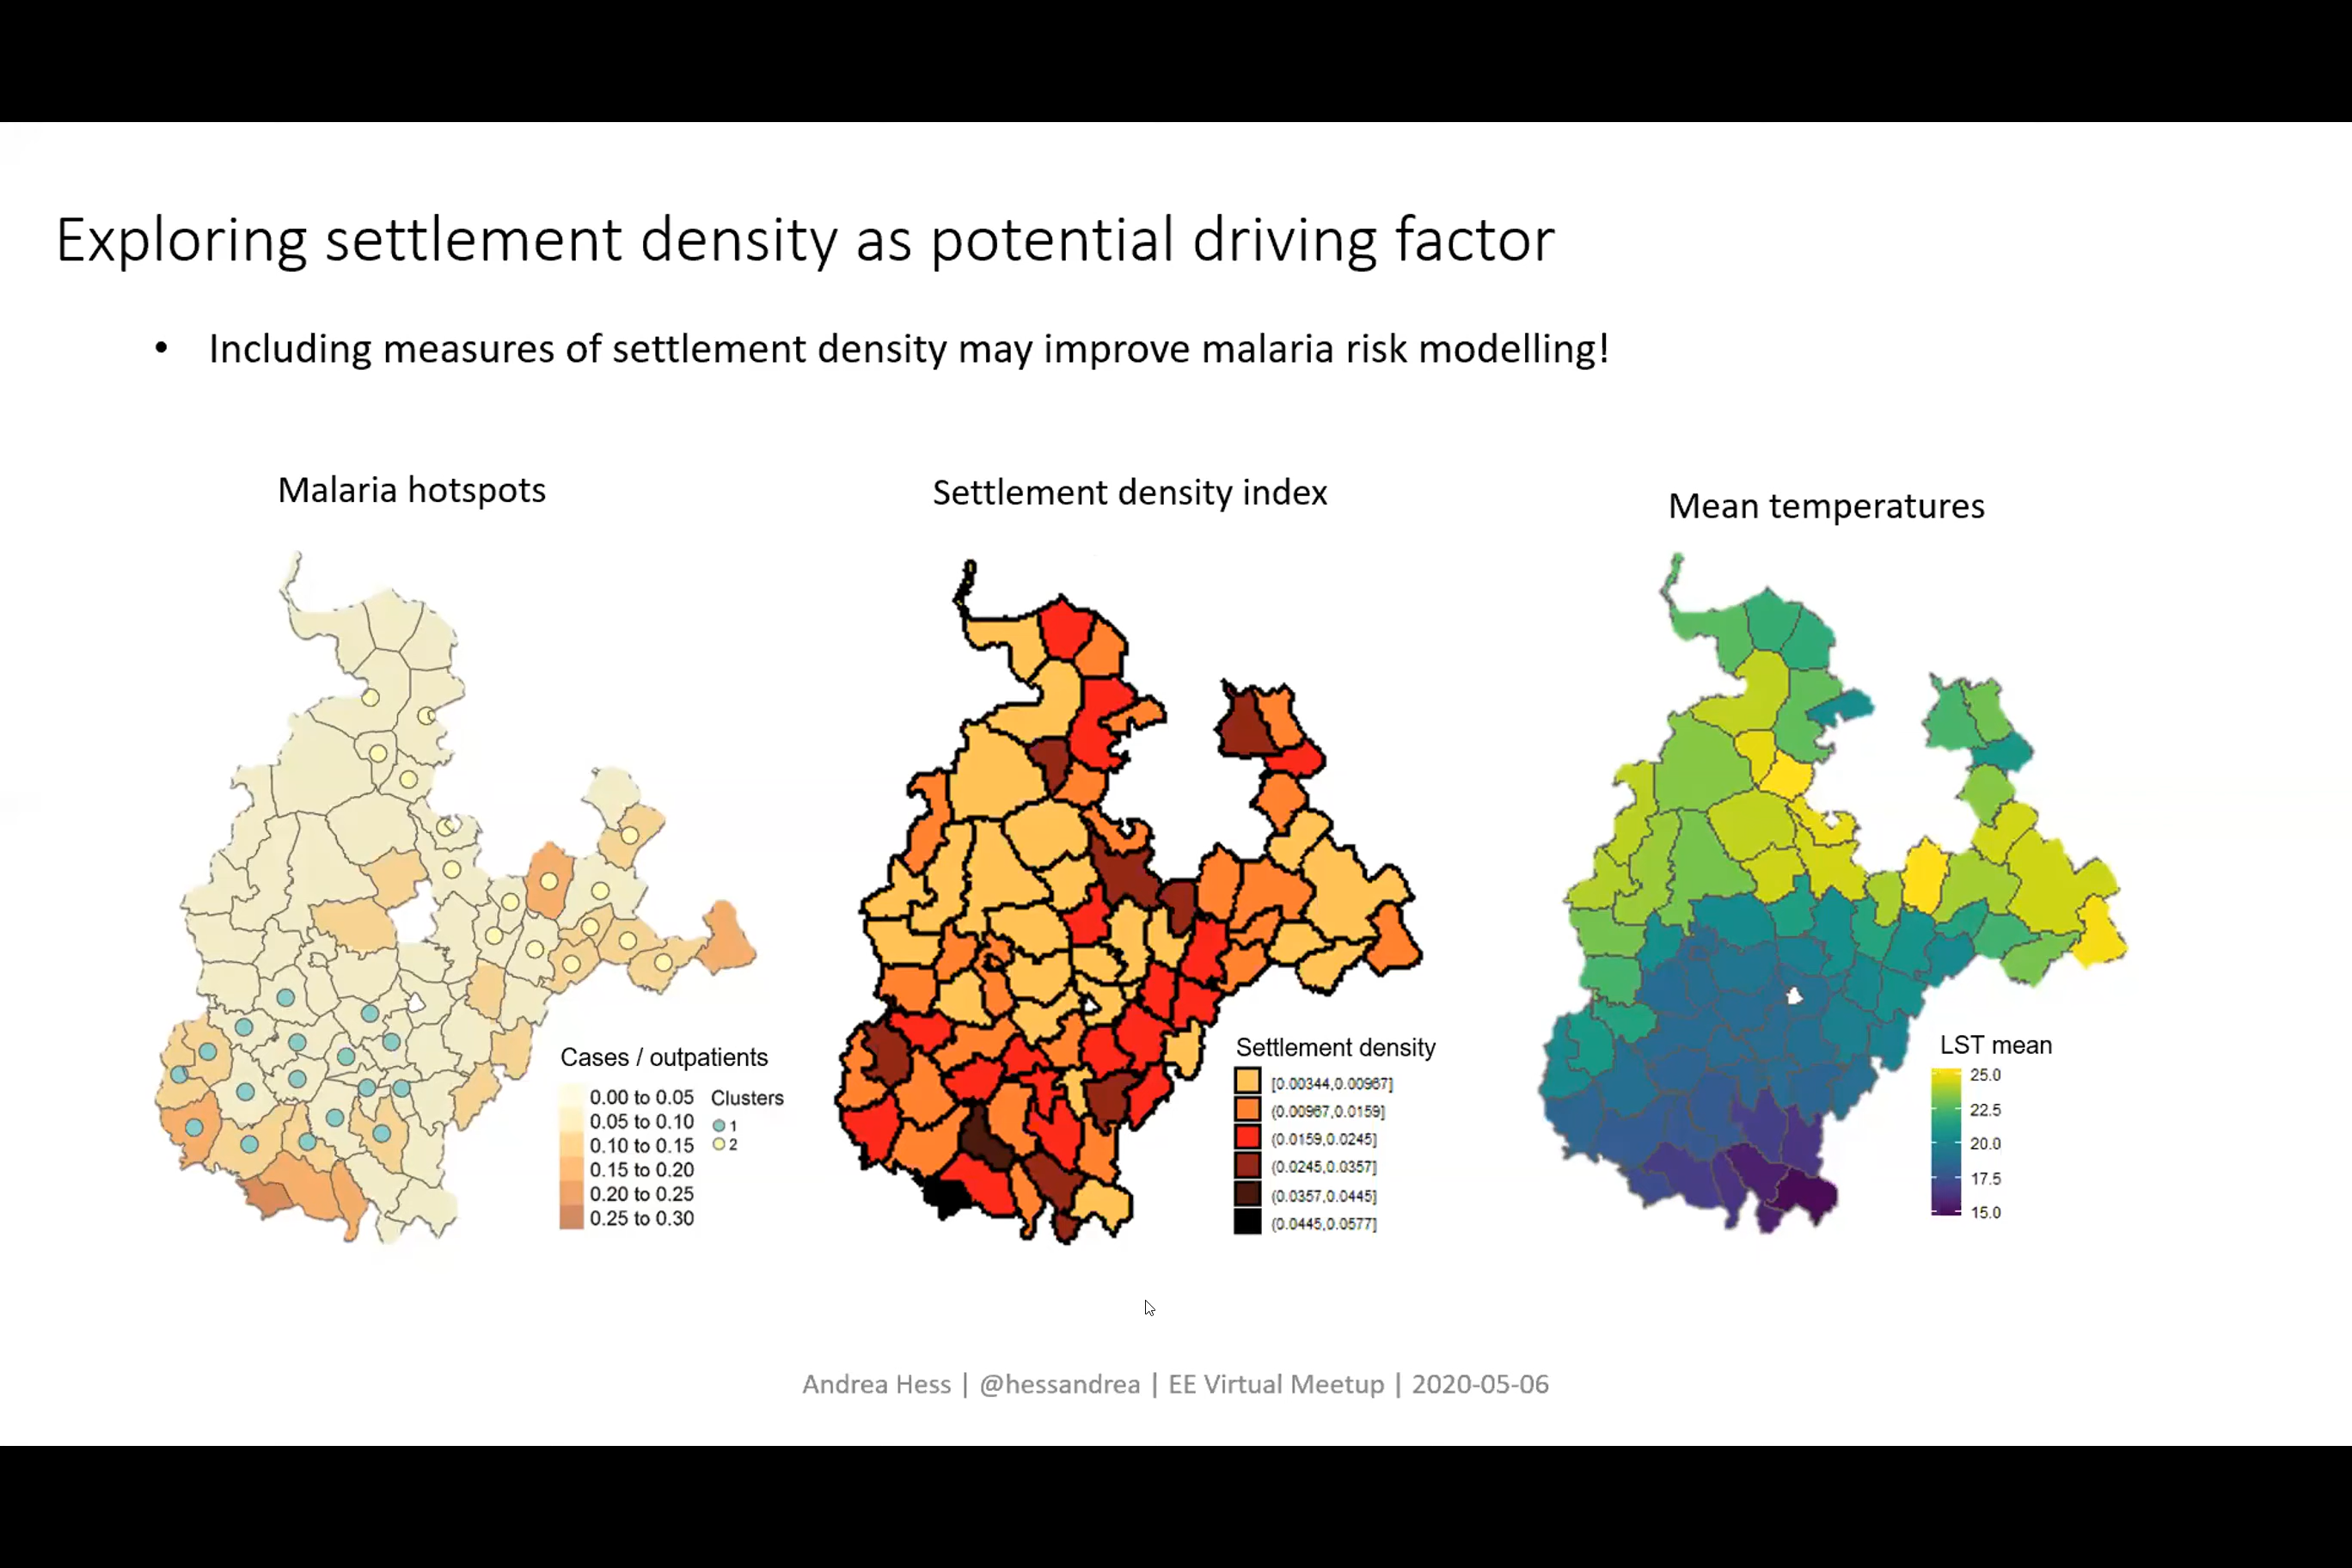 Exploring settlement density as potential driving factor
• Including measures of settlement density may improve malaria risk modelling!
Malaria hotspots
Settlement density index
Mean temperatures
Cases / outpatients
0.00 to 0.05
0.05 to 0.10
0.10 to 0.15
0.15 to 0.20
0.20 to 0.25
0.25 to 0.30
Clusters
1
2
Settlement density
[0.00344,0.00967]
(0.00967,0.0159]
(0.0159,0.0245]
(0.0245,0.0357]
(0.0357,0.0445]
(0.0445,0.0577]
LST mean
25.0
22.5
20.0
17.5
15.0
Andrea Hess | @hessandrea | EE Virtual Meetup | 2020-05-06